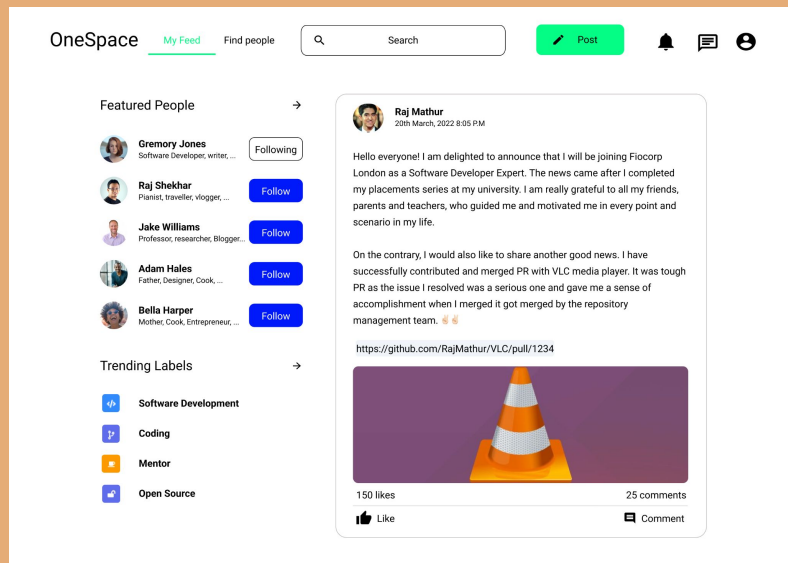 OneSpace
My Feed
Find people
Search
Post
Featured People
Gremory Jones
Software Developer, writer, ...
Following
Raj Shekhar
Pianist, traveller, vlogger, ...
Follow
Jake Williams
Professor, researcher, Blogger...
Follow
Adam Hales
Father, Designer, Cook, ...
Follow
Bella Harper
Mother, Cook, Entrepreneur, ...
Follow
Trending Labels
Software Development
Coding
Mentor
Open Source
Raj Mathur
20th March, 2022 8:05 P.M
Hello everyone! I am delighted to announce that I will be joining Fiocorp
London as a Software Developer Expert. The news came after I completed
my placements series at my university. I am really grateful to all my friends,
parents and teachers, who guided me and motivated me in every point and
scenario in my life.
On the contrary, I would also like to share another good news. I have
successfully contributed and merged PR with VLC media player. It was tough
PR as the issue I resolved was a serious one and gave me a sense of
accomplishment when I merged it got merged by the repository
management team. ✌🏻✌🏻
https://github.com/RajMathur/VLC/pull/1234
150 likes
25 comments
Like
Comment